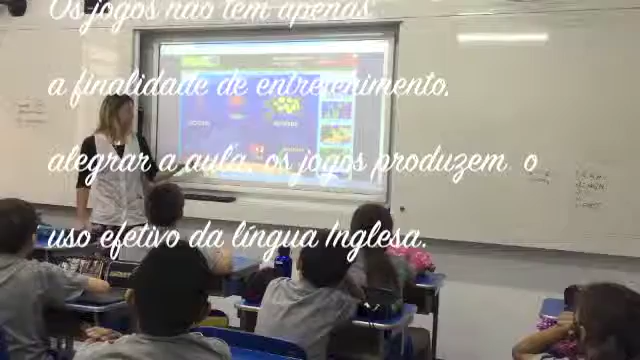 Os jogos não tem apenas
a finalidade de entretenimento,
alegrar a aula, os jogos produzem o
uso efetivo da língua Inglesa.